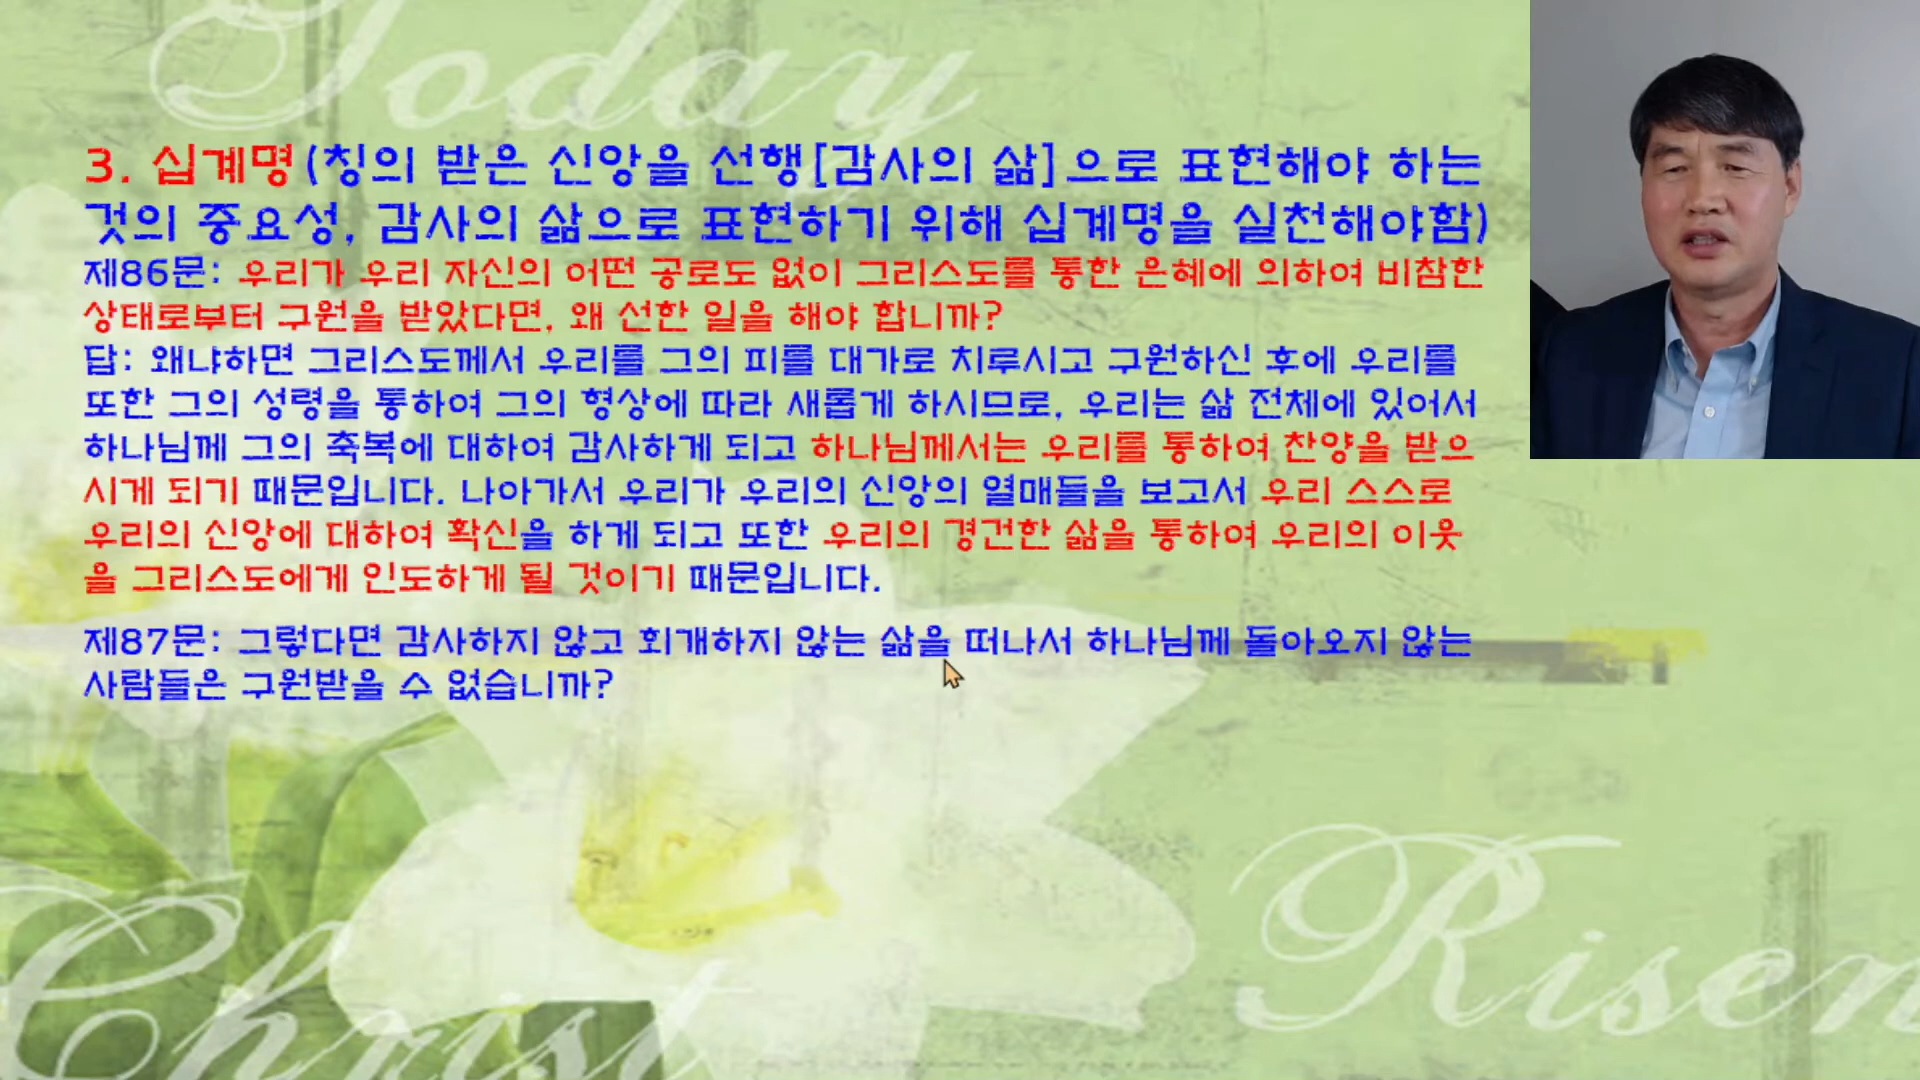 Today
3. 십계명(칭의 받은 신앙을 선행[감사의 삶]으로 표현해야 하는
것의 중요성, 감사의 삶으로 표현하기 위해 십계명을 실천해야함)
제86문: 우리가 우리 자신의 어떤 공로도 없이 그리스도를 통한 은혜에 의하여 비참한
상태로부터 구원을 받았다면, 왜 선한 일을 해야 합니까?
답: 왜냐하면 그리스도께서 우리를 그의 피를 대가로 치루시고 구원하신 후에 우리를
또한 그의 성령을 통하여 그의 형상에 따라 새롭게 하시므로, 우리는 삶 전체에 있어서
하나님께 그의 축복에 대하여 감사하게 되고 하나님께서는 우리를 통하여 찬양을 받으
시게 되기 때문입니다. 나아가서 우리가 우리의 신앙의 열매들을 보고서 우리 스스로
우리의 신앙에 대하여 확신을 하게 되고 또한 우리의 경건한 삶을 통하여 우리의 이웃
을 그리스도에게 인도하게 될 것이기 때문입니다.
제87문: 그렇다면 감사하지 않고 회개하지 않는 삶을 떠나서 하나님께 돌아오지 않는
사람들은 구원받을 수 없습니까?
Christ
Risen